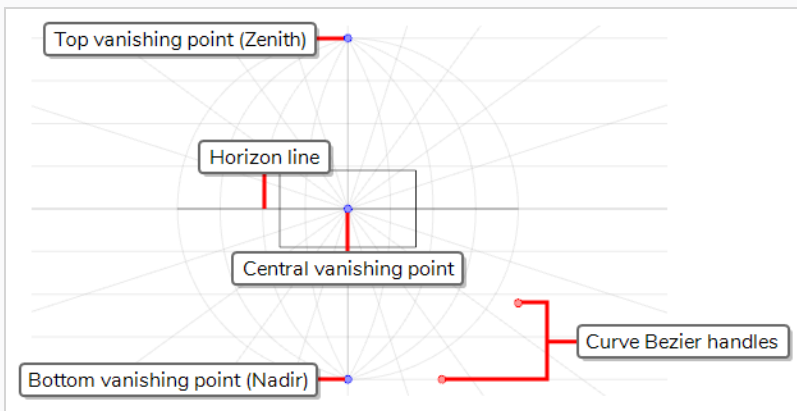 Top vanishing point (Zenith)
Horizon line
Central vanishing point
Curve Bezier handles
Bottom vanishing point (Nadir)